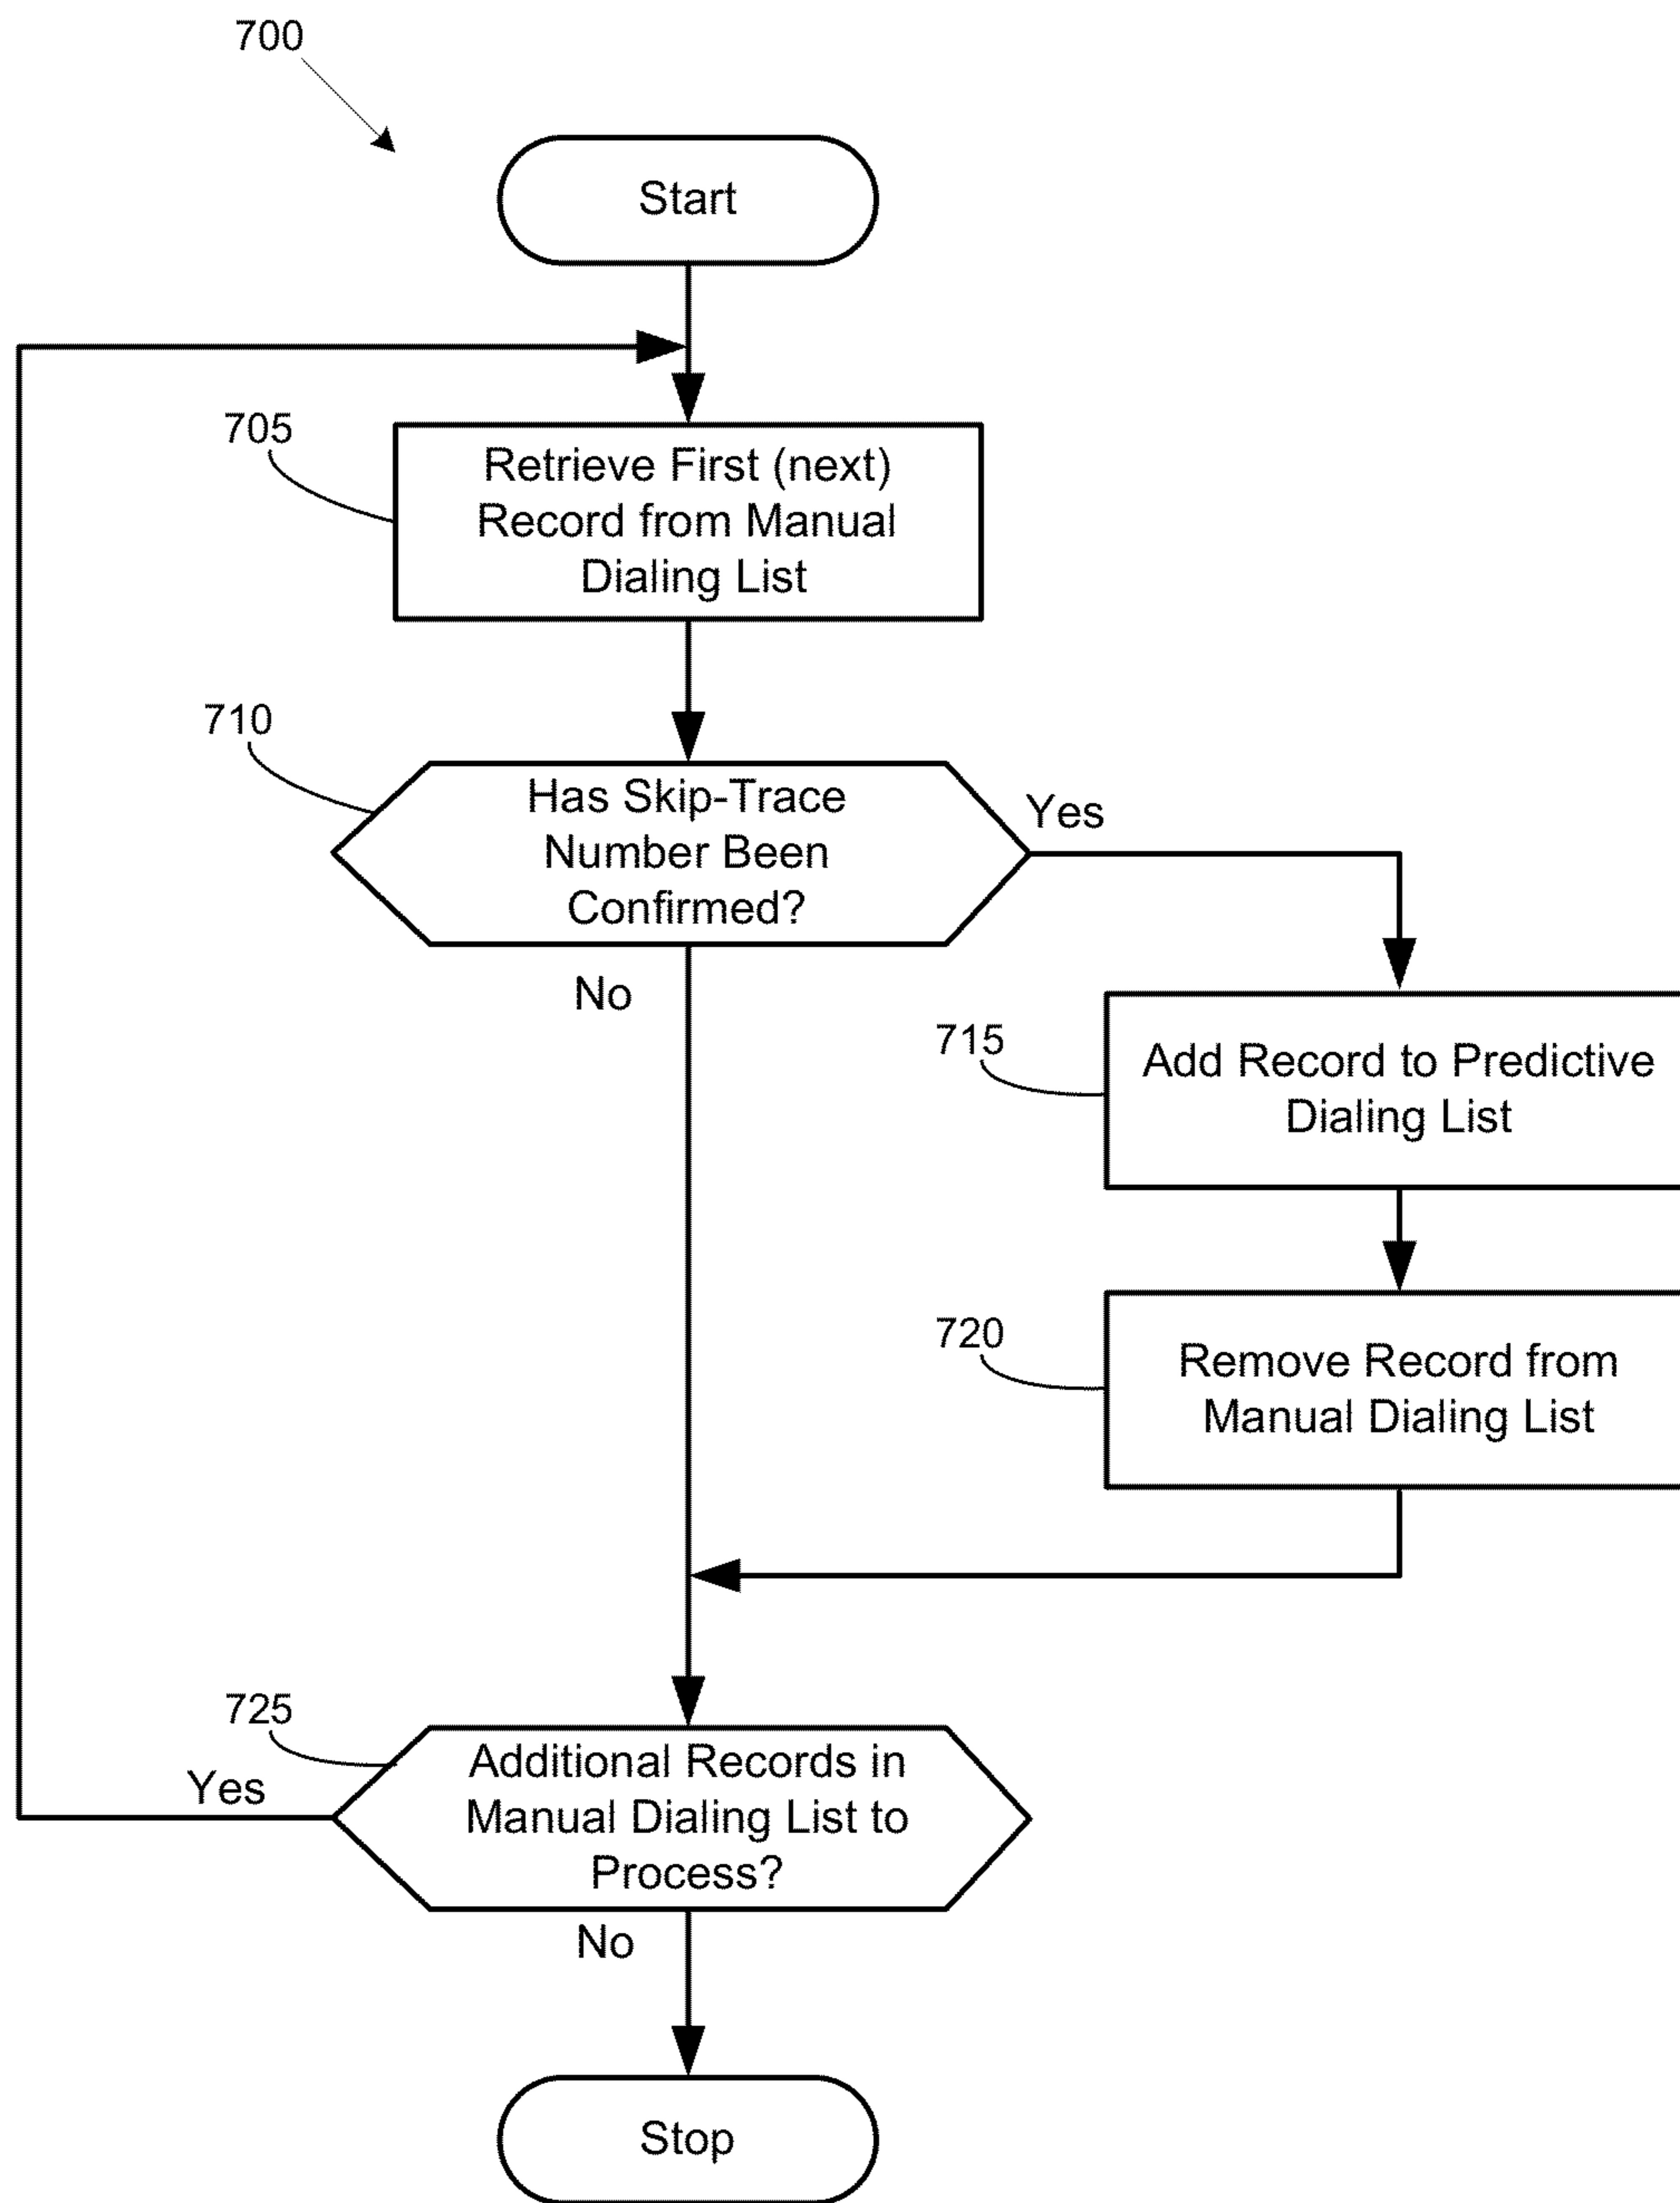 700
Start
705
Retrieve First (next)
Record from Manual
Dialing List
710
Has Skip-Trace
Number Been
Confirmed?
Yes
No
715
Add Record to Predictive
Dialing List
720
Remove Record from
Manual Dialing List
725
Additional Records in
Manual Dialing List to
Process?
Yes
No
Stop